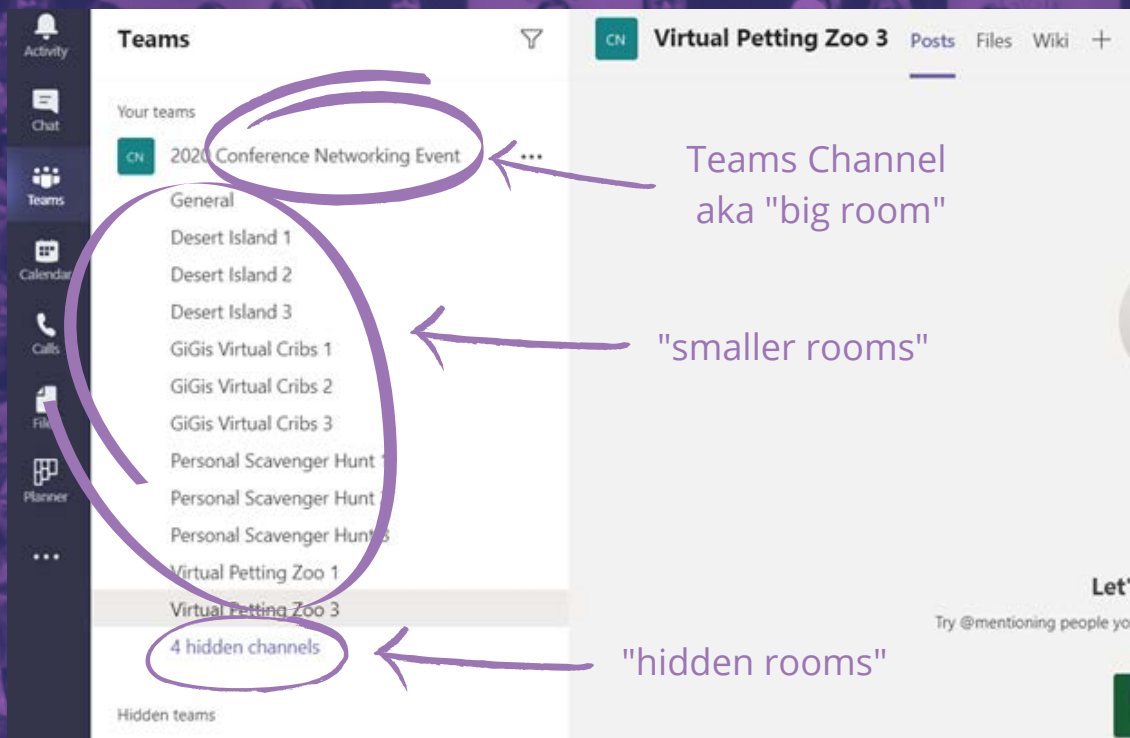 Activity
Chat
Teams
Calendar
Calls
Planner
Teams
Your teams
CN 2020 Conference Networking Event
General
Desert Island 1
Desert Island 2
Desert Island 3
GiGis Virtual Cribs 1
GiGis Virtual Cribs 2
GiGis Virtual Cribs 3
Personal Scavenger Hunt
Personal Scavenger Hunt
Personal Scavenger Hunt 3
Virtual Petting Zoo 1
Virtual Petting Zoo 3
4 hidden channels
Hidden teams
CN Virtual Petting Zoo 3 Posts Files Wiki +
Teams Channel
aka "big room"
"smaller rooms"
"hidden rooms"
Let'
Try @mentioning people yo